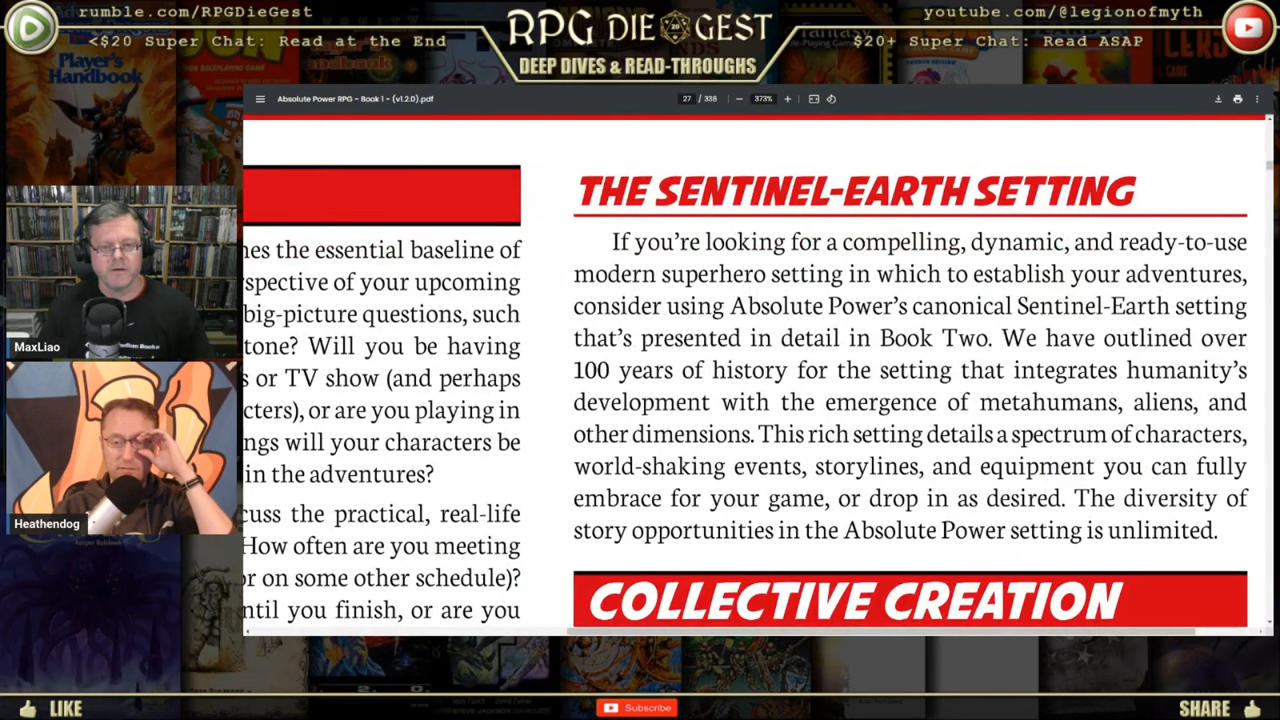 rumble.com/RPGDieGest
<$20 Super Chat: Read at the End
RPG DIE GEST
DEEP DIVES & READ-THROUGHS
youtube.com/@legionofmyth
$20+ Super Chat: Read ASAP
Player's
Handbook
Absolute Power RPG - Book 1 - (v1.2.0).pdf
27 / 338
373%
nes the essential baseline of
rspective of your upcoming
big-picture questions, such
tone? Will you be having
s or TV show (and perhaps
cters), or are you playing in
ngs will your characters be
in the adventures?
cuss the practical, real-life
How often are you meeting
or on some other schedule)?
ntil you finish, or are you
THE SENTINEL-EARTH SETTING
If you're looking for a compelling, dynamic, and ready-to-use
modern superhero setting in which to establish your adventures,
consider using Absolute Power's canonical Sentinel-Earth setting
that's presented in detail in Book Two. We have outlined over
100 years of history for the setting that integrates humanity's
development with the emergence of metahumans, aliens, and
other dimensions. This rich setting details a spectrum of characters,
world-shaking events, storylines, and equipment you can fully
embrace for your game, or drop in as desired. The diversity of
story opportunities in the Absolute Power setting is unlimited.
COLLECTIVE CREATION
MaxLiao
Heathendog
LIKE
Subscribe
SHARE